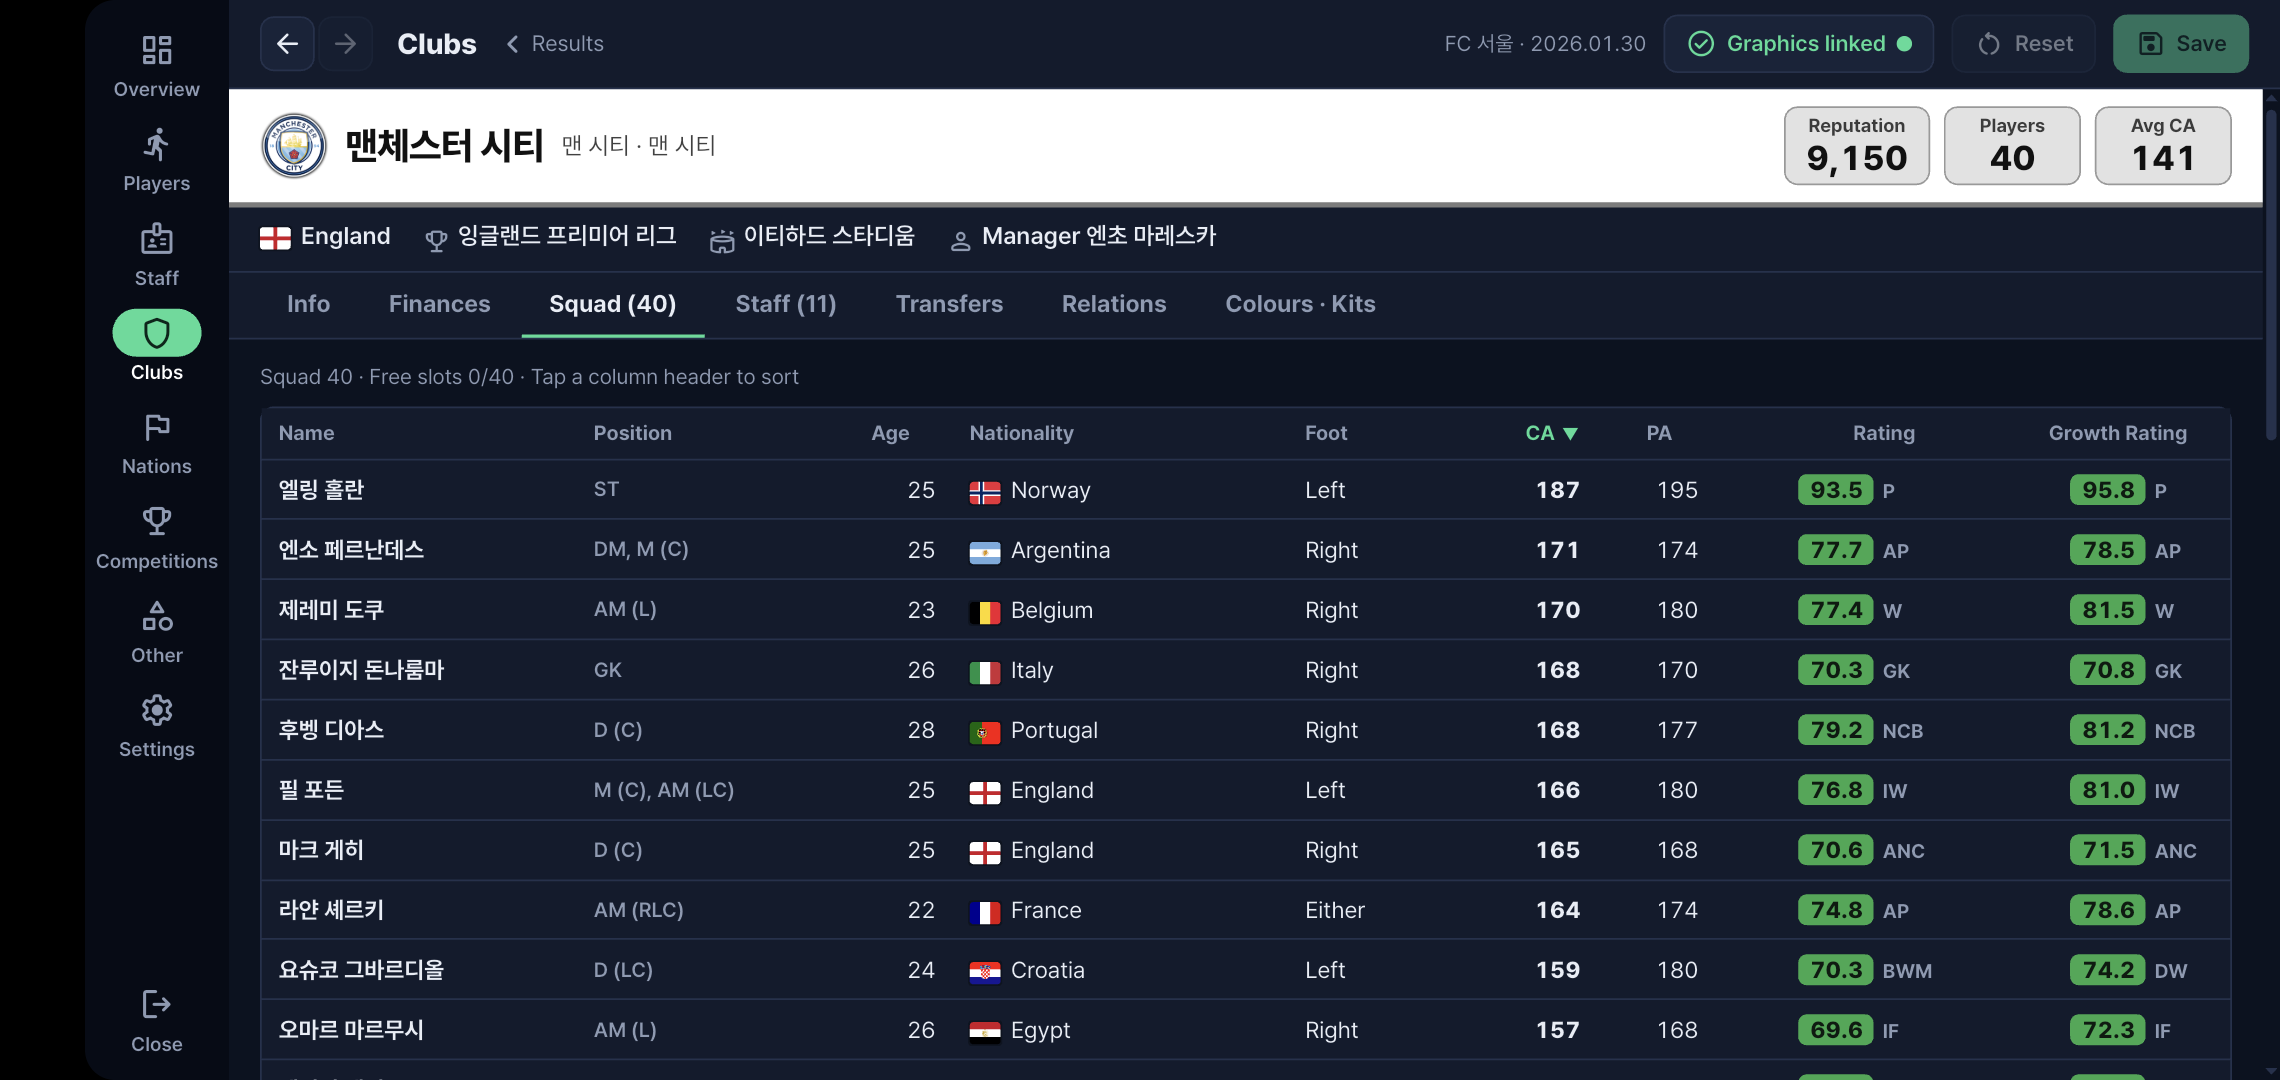 Clubs
Results
FC 서울 · 2026.01.30
Graphics linked
Reset
Save
Overview
Players
Staff
Clubs
Nations
Competitions
Other
Settings
Close
MANCHESTER
CITY
맨체스터 시티
맨 시티 · 맨 시티
Reputation
9,150
Players
40
Avg CA
141
England
잉글랜드 프리미어 리그
이티하드 스타디움
Manager 엔초 마레스카
Info
Finances
Squad (40)
Staff (11)
Transfers
Relations
Colours · Kits
Squad 40 · Free slots 0/40 · Tap a column header to sort
Name Position Age Nationality Foot CA ▼ PA Rating Growth Rating
엘링 홀란 ST 25 Norway Left 187 195 93.5 P 95.8 P
엔소 페르난데스 DM, M (C) 25 Argentina Right 171 174 77.7 AP 78.5 AP
제레미 도쿠 AM (L) 23 Belgium Right 170 180 77.4 W 81.5 W
잔루이지 돈나룸마 GK 26 Italy Right 168 170 70.3 GK 70.8 GK
후벵 디아스 D (C) 28 Portugal Right 168 177 79.2 NCB 81.2 NCB
필 포든 M (C), AM (LC) 25 England Left 166 180 76.8 IW 81.0 IW
마크 게히 D (C) 25 England Right 165 168 70.6 ANC 71.5 ANC
라얀 셰르키 AM (RLC) 22 France Either 164 174 74.8 AP 78.6 AP
요슈코 그바르디올 D (LC) 24 Croatia Left 159 180 70.3 BWM 74.2 DW
오마르 마르무시 AM (L) 26 Egypt Right 157 168 69.6 IF 72.3 IF